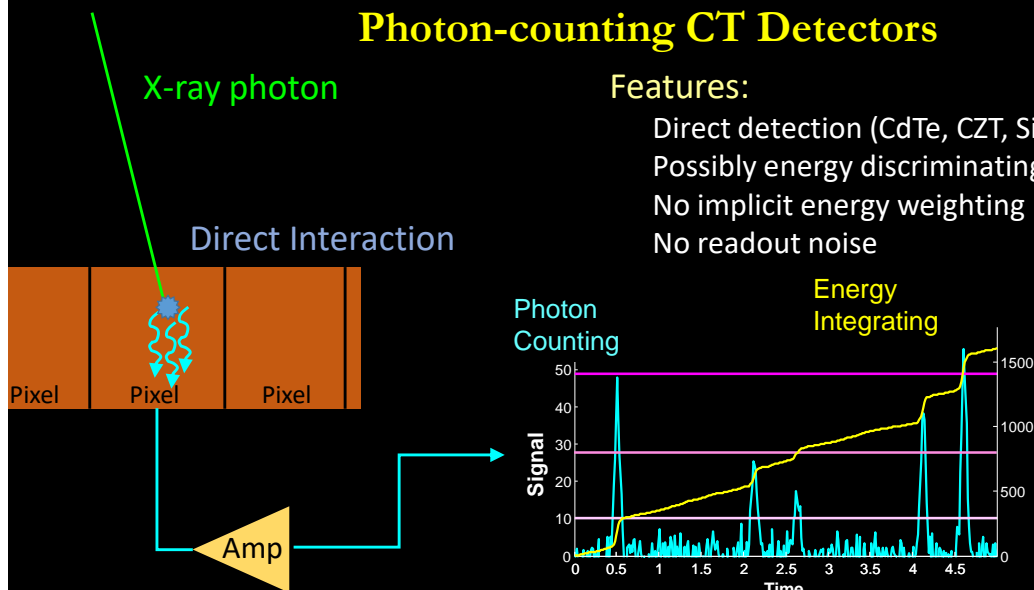 Photon-counting CT Detectors
X-ray photon
Features:
Direct detection (CdTe, CZT, Si
Possibly energy discriminating
No implicit energy weighting
No readout noise
Direct Interaction
Pixel
Pixel
Pixel
Amp
Photon
Counting
Energy
Integrating
Signal
50
40
30
20
10
0
1500
1000
500
0
0 0.5 1 1.5 2 2.5 3 3.5 4 4.5
Time